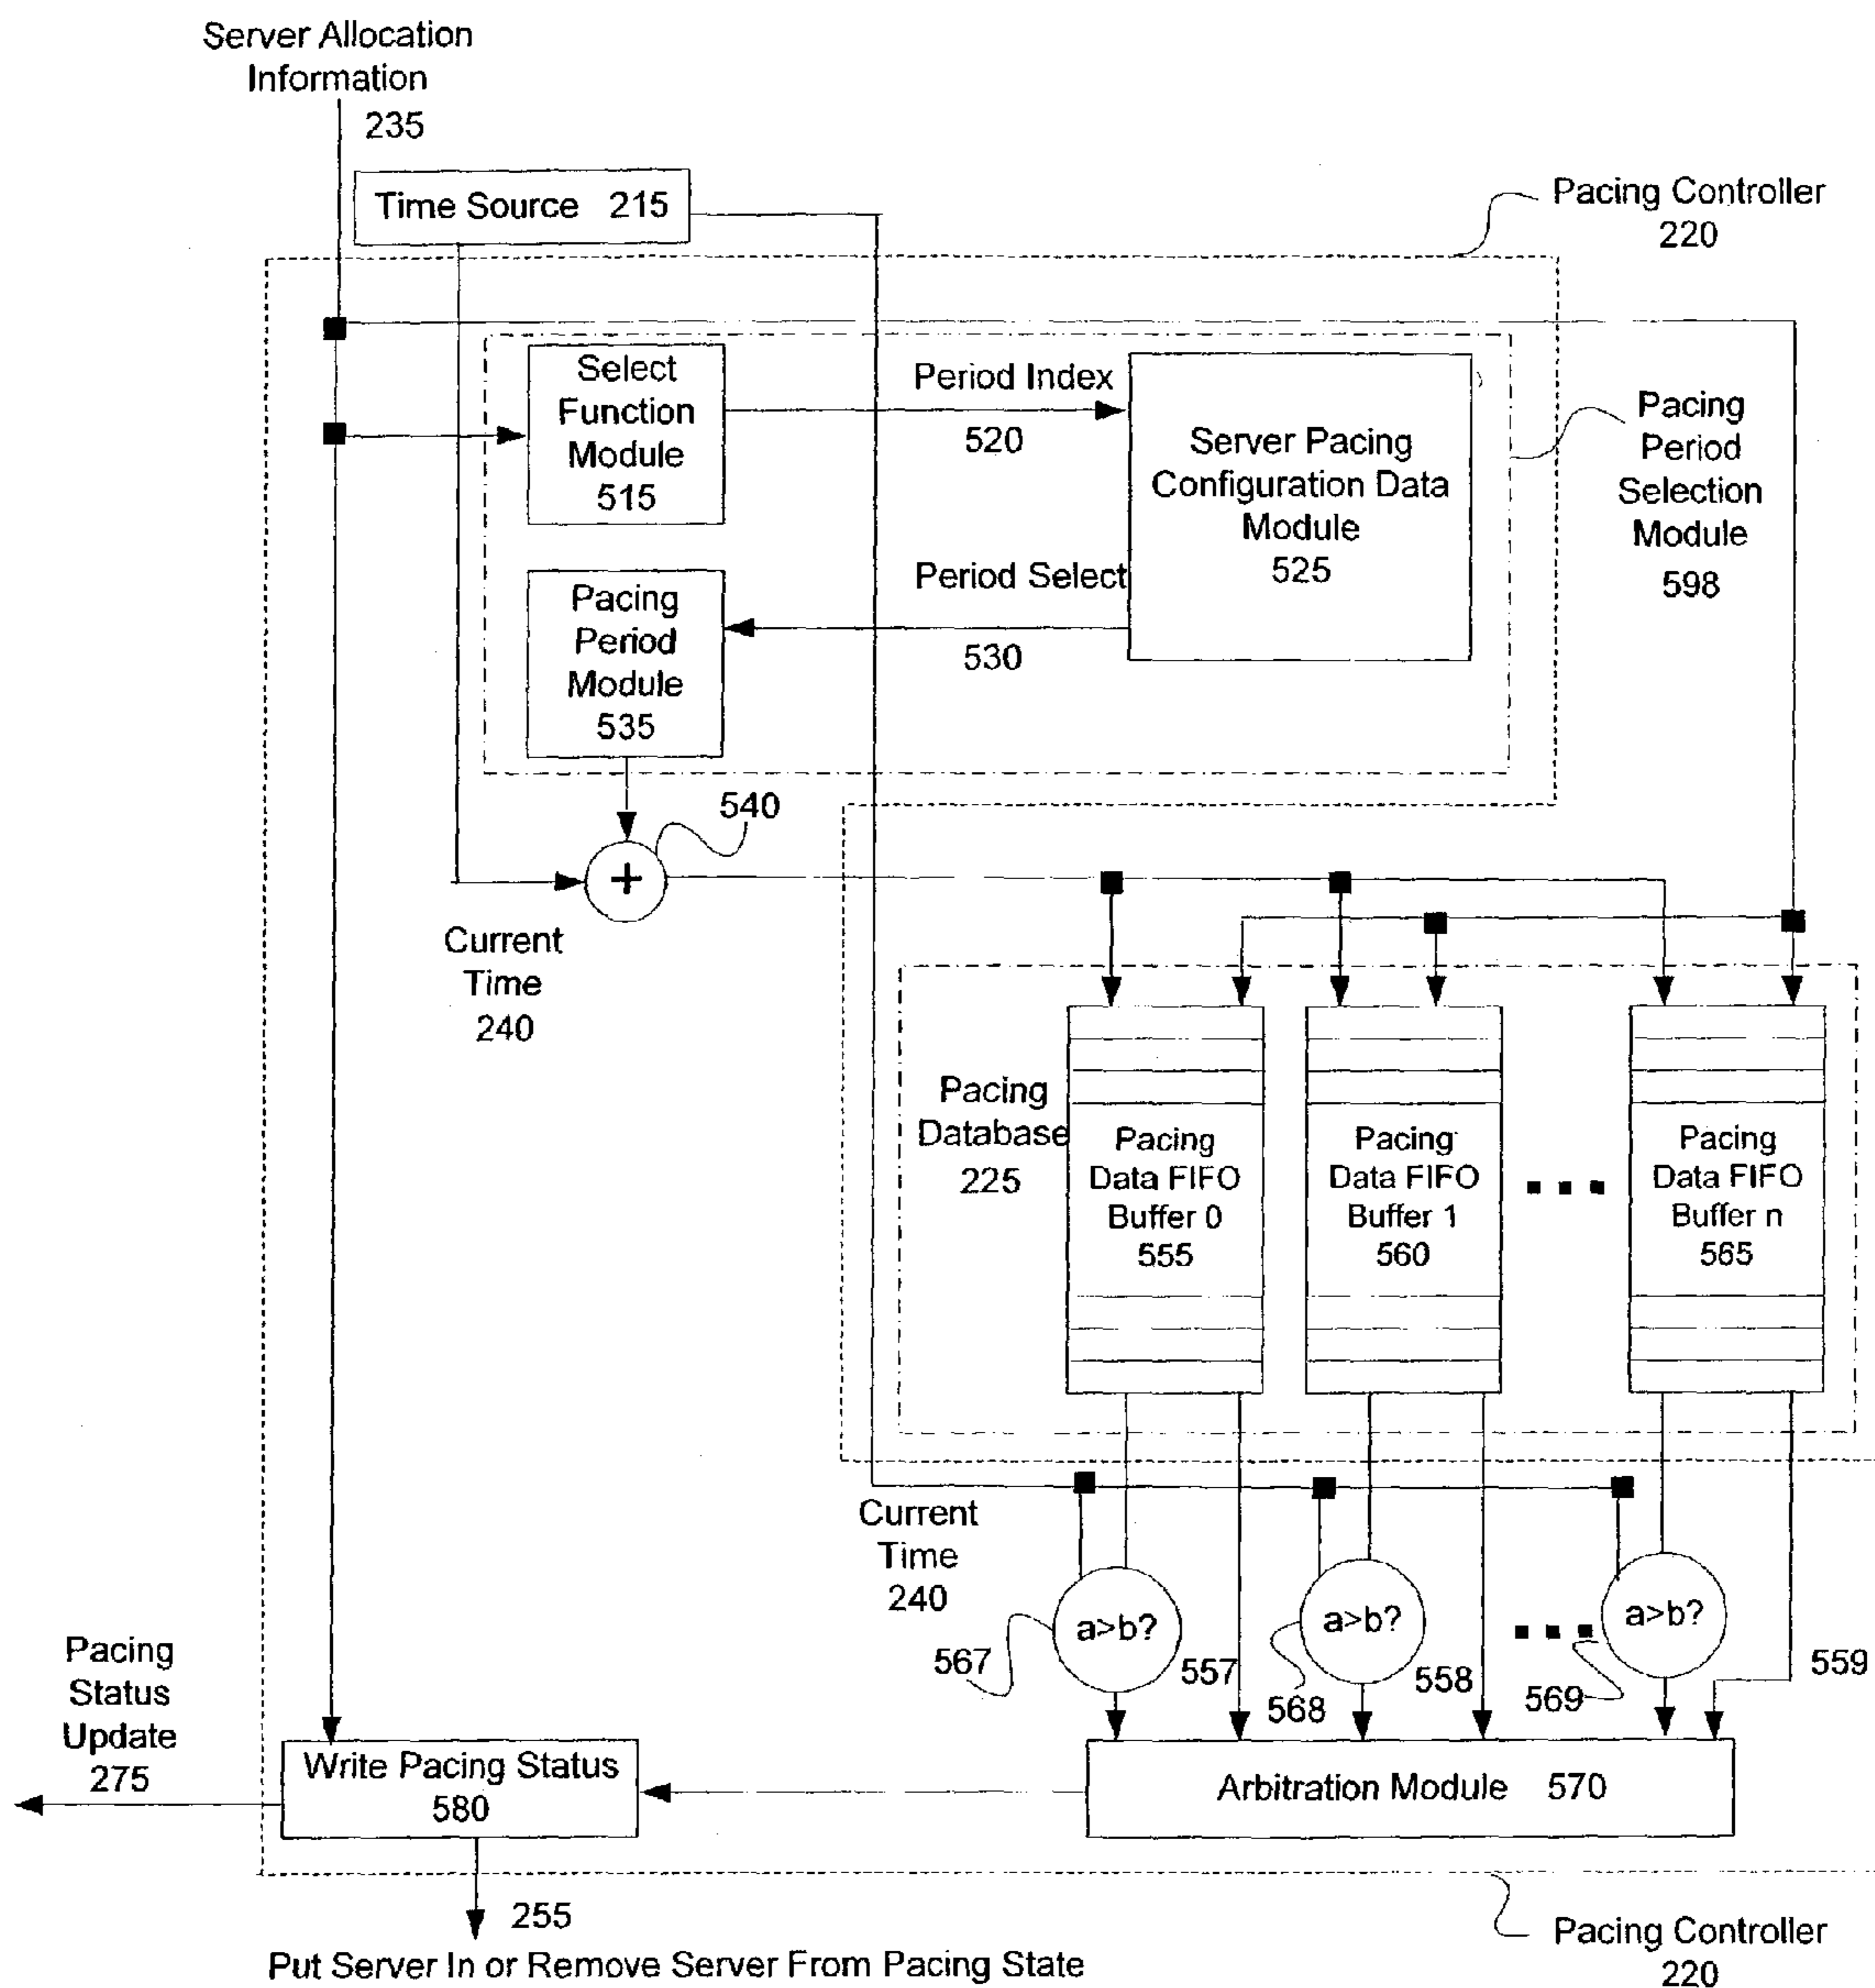 Server Allocation
Information
235
Time Source 215
Pacing Controller
220
Select
Function
Module
515
Period Index
520
Server Pacing
Configuration Data
Module
525
Pacing
Period
Selection
Module
598
Period Select
530
Pacing
Period
Module
535
540
+
Current
Time
240
Pacing
Database
225
Pacing
Data FIFO
Buffer 0
555
Pacing
Data FIFO
Buffer 1
560
Pacing
Data FIFO
Buffer n
565
Current
Time
240
a>b?
a>b?
a>b?
567
557
568
558
569
559
Pacing
Status
Update
275
Write Pacing Status
580
Arbitration Module 570
255
Put Server In or Remove Server From Pacing State
Pacing Controller
220